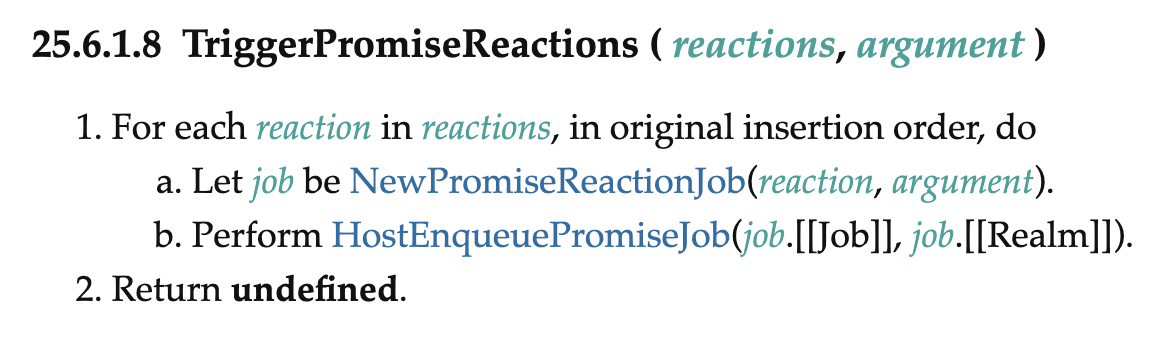 25.6.1.8 TriggerPromiseReactions ( reactions, argument )
1. For each reaction in reactions, in original insertion order, do
a. Let job be NewPromiseReactionJob(reaction, argument).
b. Perform HostEnqueuePromiseJob(job.[[Job]], job.[[Realm]]).
2. Return undefined.